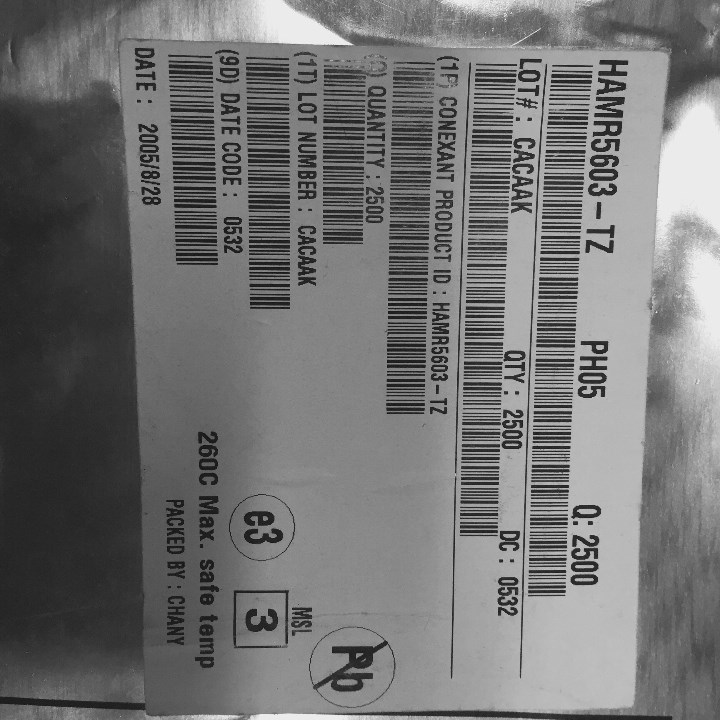 HAMR5603-TZ PH05 Q: 2500
LOT# : CACAAK QTY : 2500 DC : 0532
(1P) CONEXANT PRODUCT ID : HAMR5603-TZ
(Q) QUANTITY : 2500
(1T) LOT NUMBER : CACAAK
(9D) DATE CODE : 0532
DATE : 2005/8/28
Pb
MSL
3
e3
260C Max. safe temp
PACKED BY : CHANY